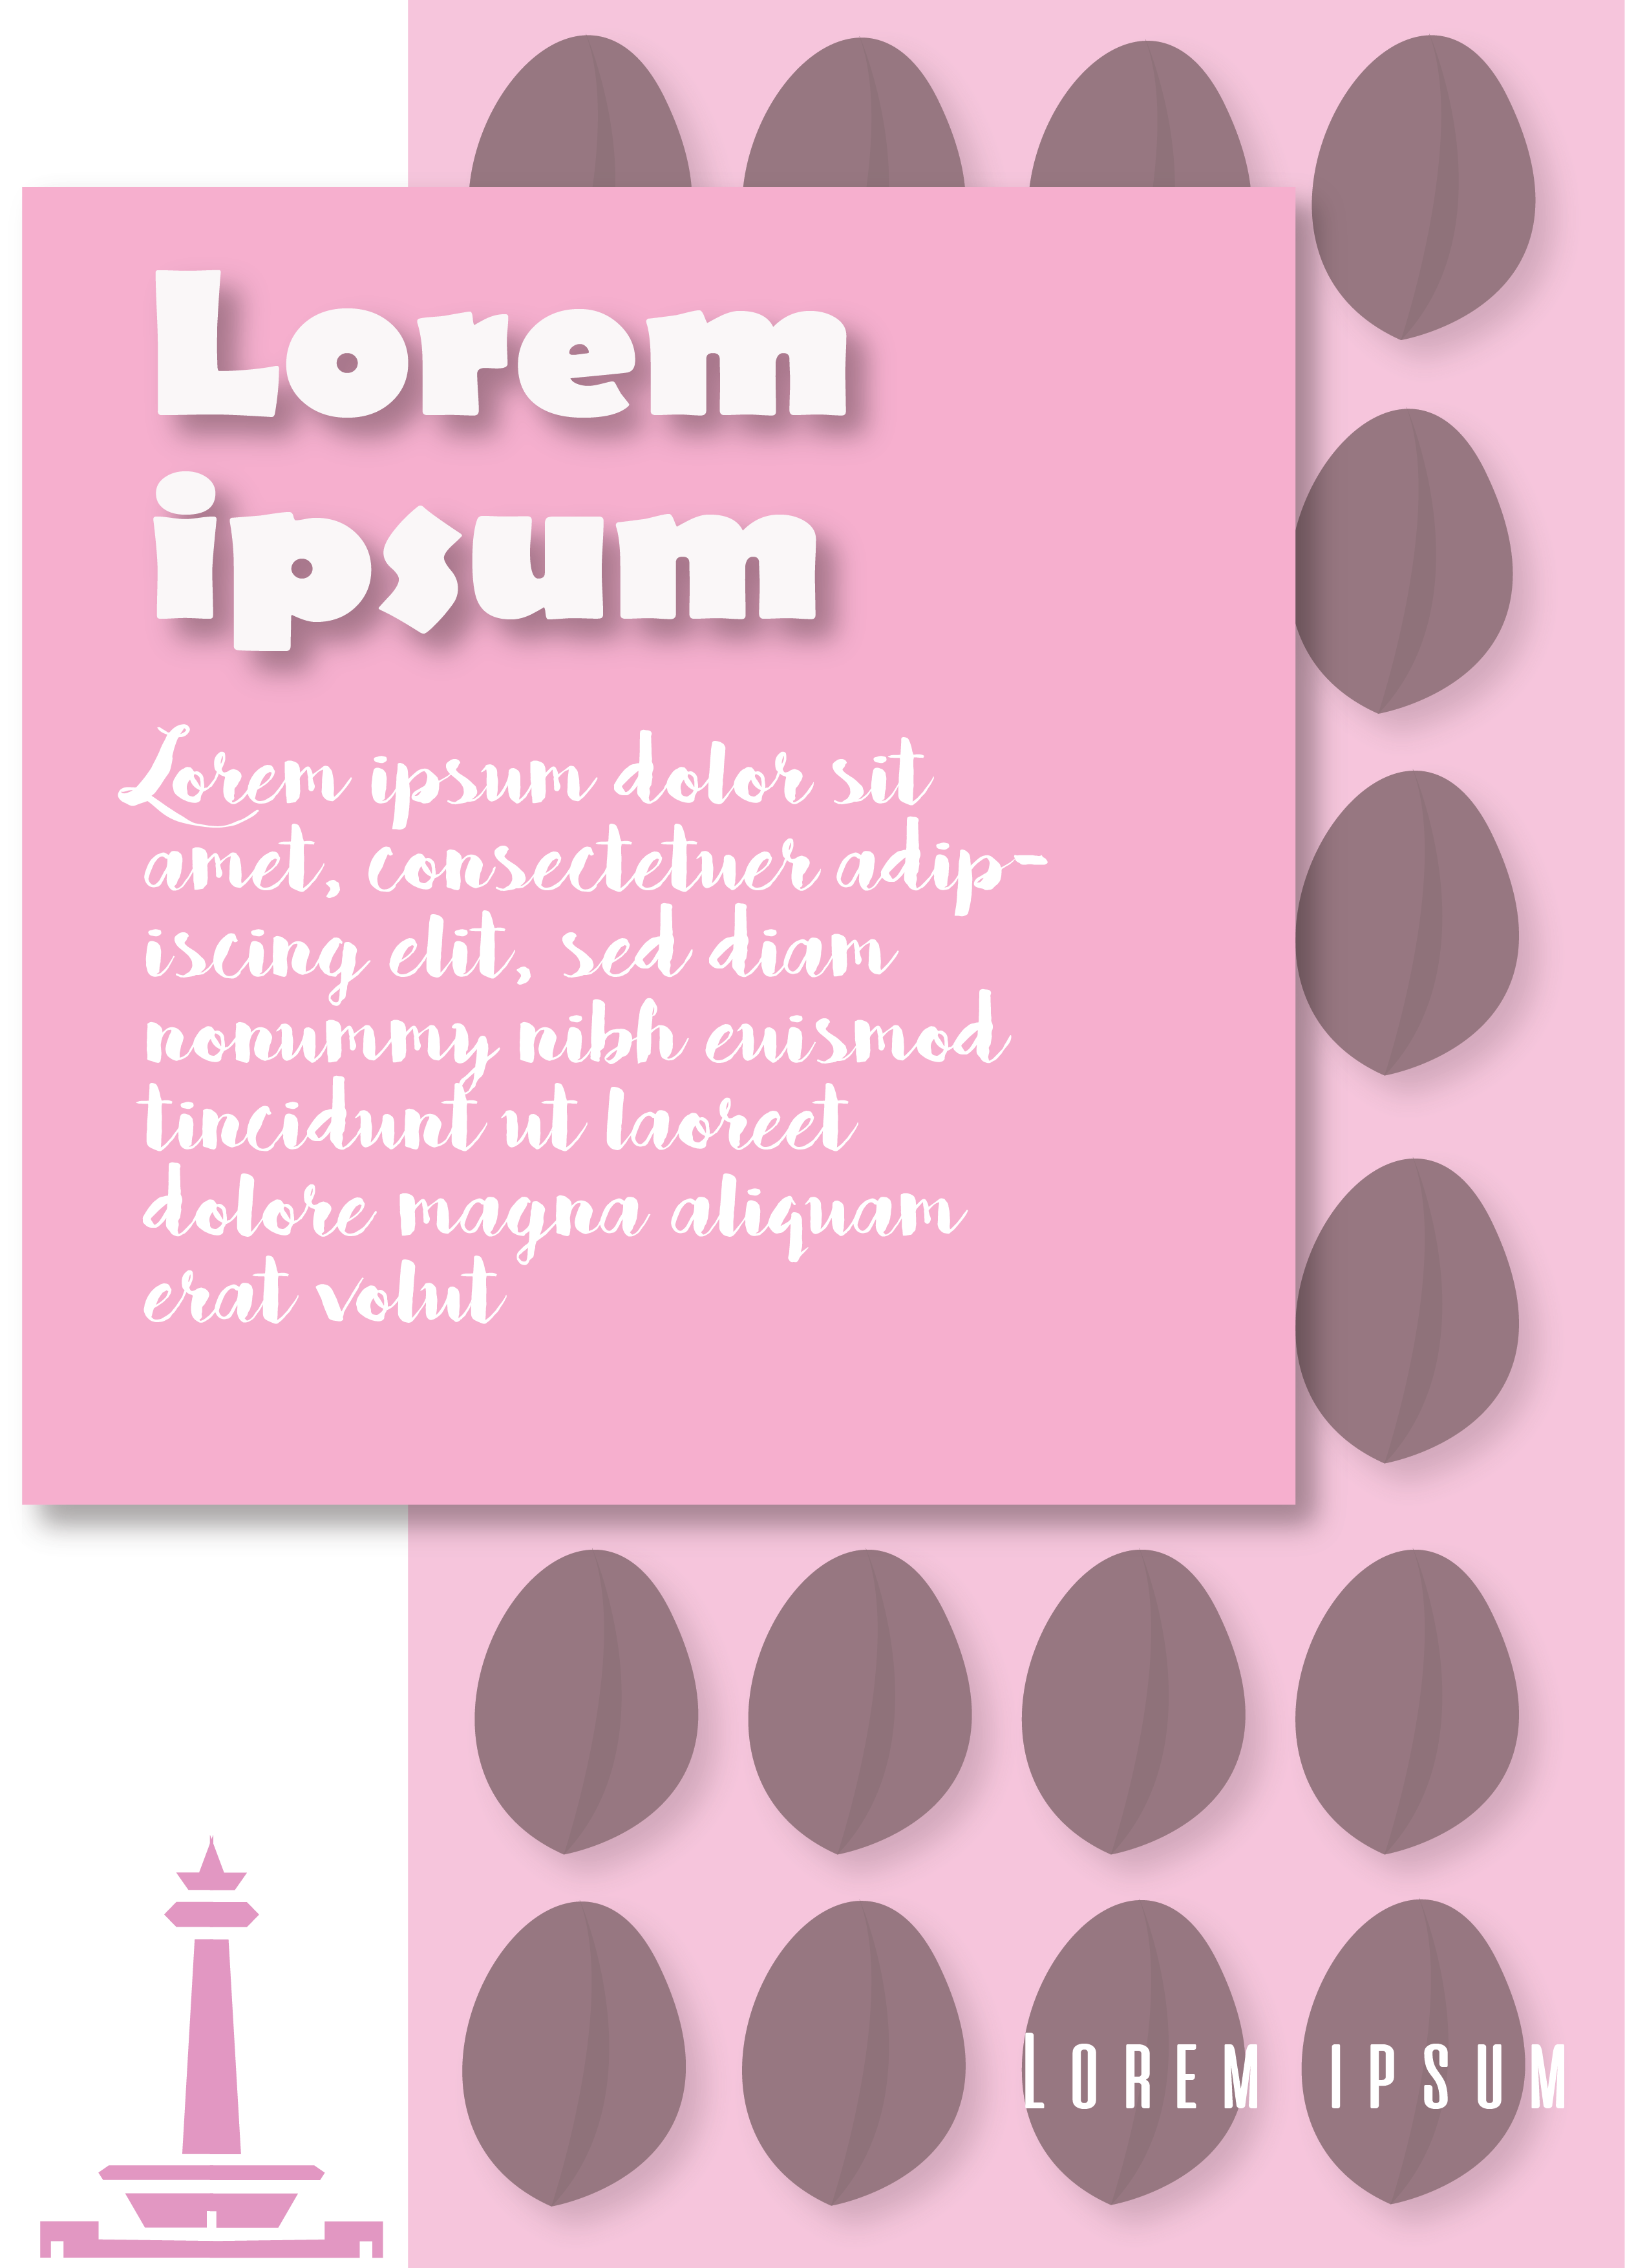 Lorem
ipsum
Lorem ipsum dolor sit
amet, consectetuer adip-
iscing elit, sed diam
nonummy nibh euismod
tincidunt ut laoreet
dolore magna aliquam
erat volut
LOREM IPSUM